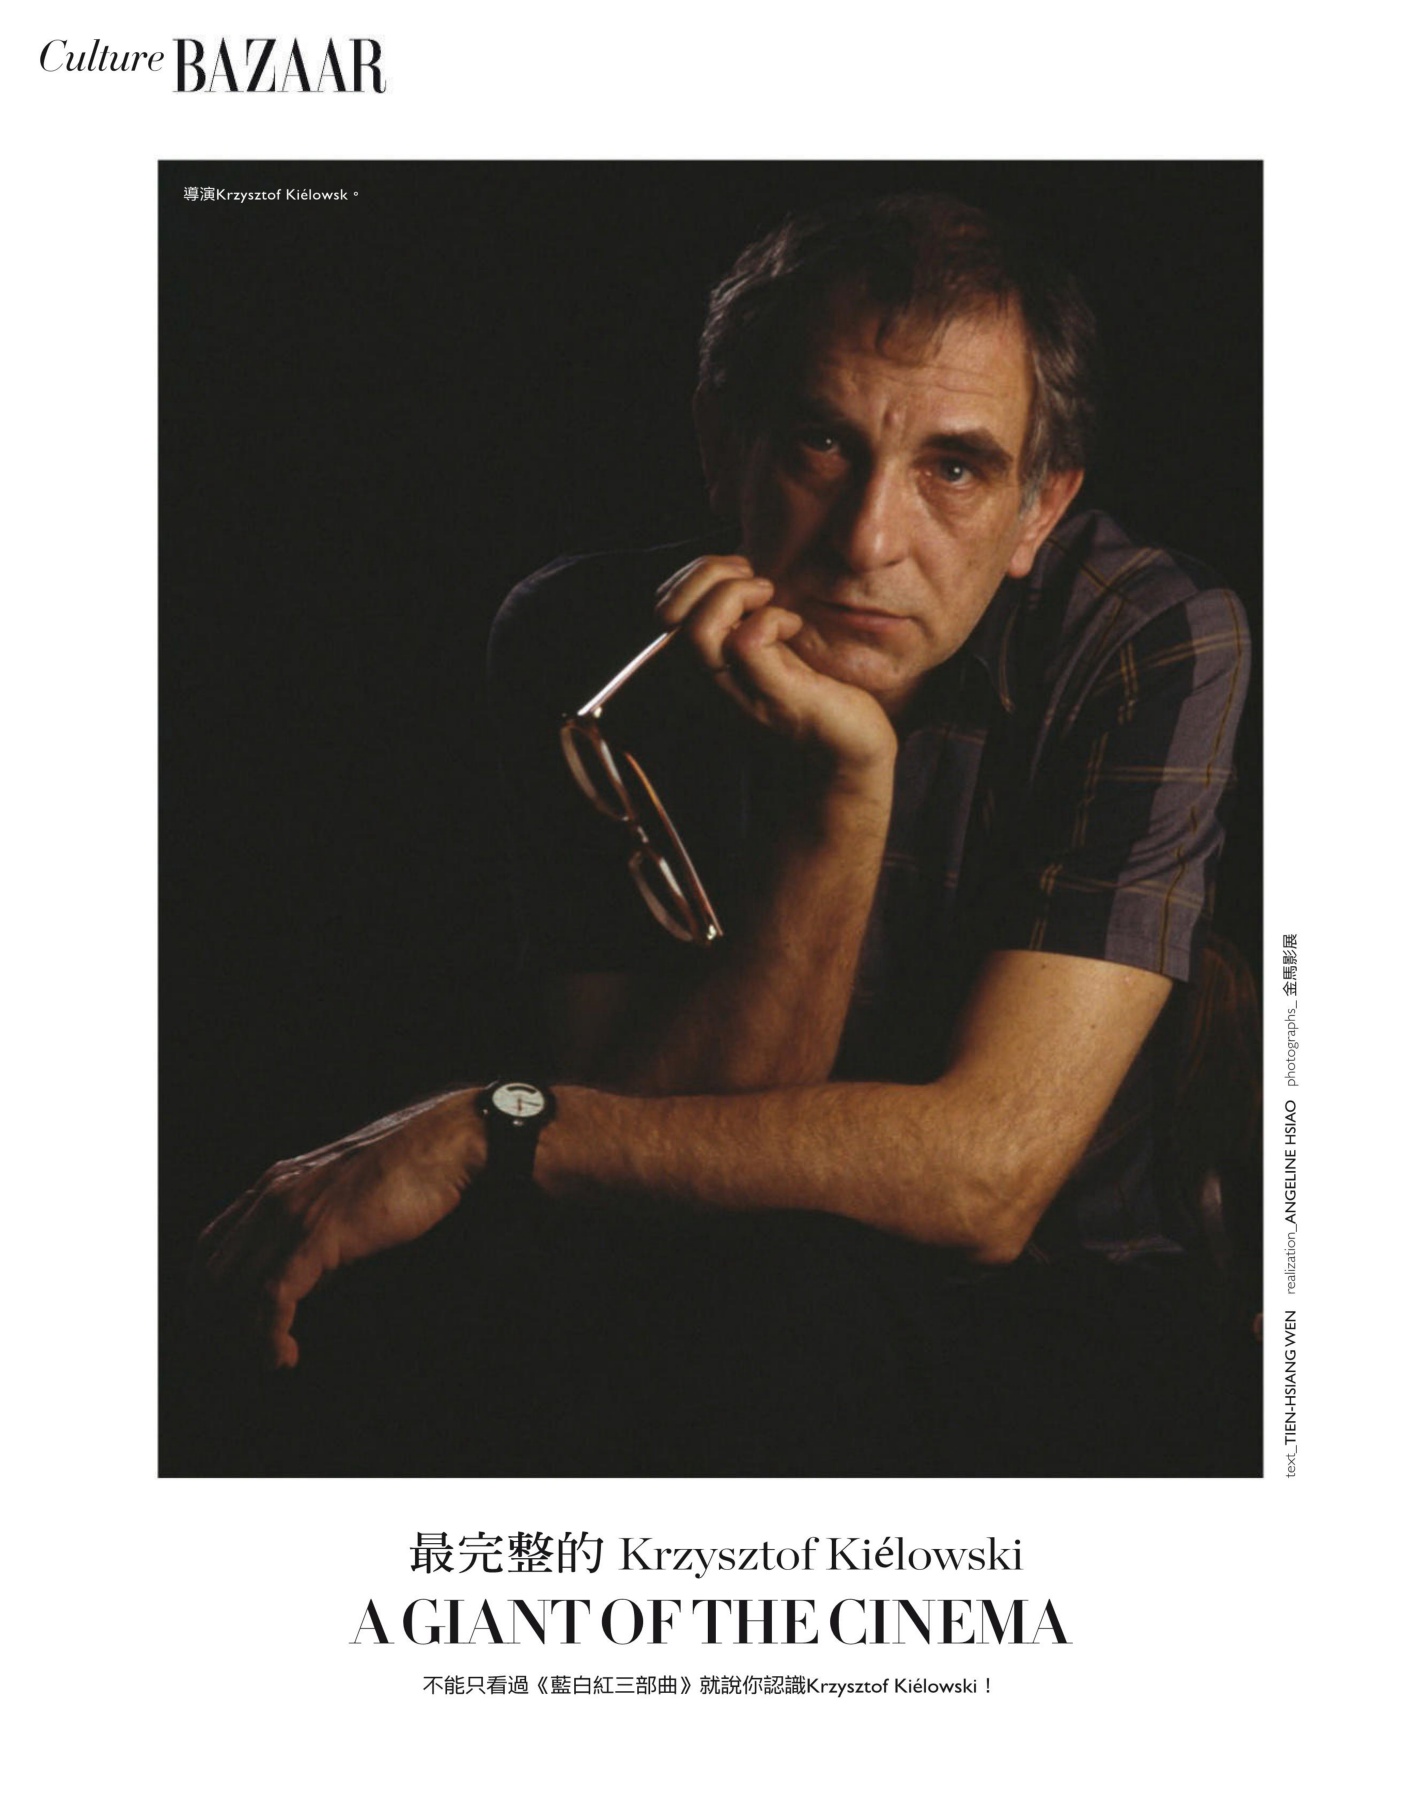 Culture BAZAAR
導演Krzysztof Kiélowsk。
text_TIEN-HSIANG WEN realization_ANGELINE HSIAO photographs_金馬影展
最完整的 Krzysztof Kiélowski
A GIANT OF THE CINEMA
不能只看過《藍白紅三部曲》就說你認識Krzysztof Kiélowski！